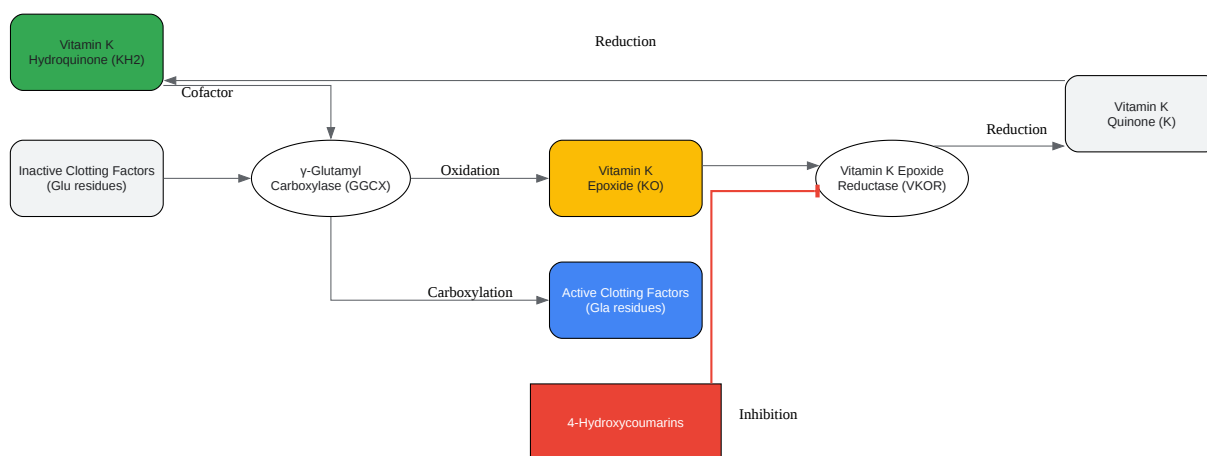 Vitamin K
Hydroquinone (KH2)
Reduction
Cofactor
Vitamin K
Quinone (K)
Inactive Clotting Factors
(Glu residues)
γ-Glutamyl
Carboxylase (GGCX)
Oxidation
Vitamin K
Epoxide (KO)
Vitamin K Epoxide
Reductase (VKOR)
Reduction
Carboxylation
Active Clotting Factors
(Gla residues)
4-Hydroxycoumarins
Inhibition